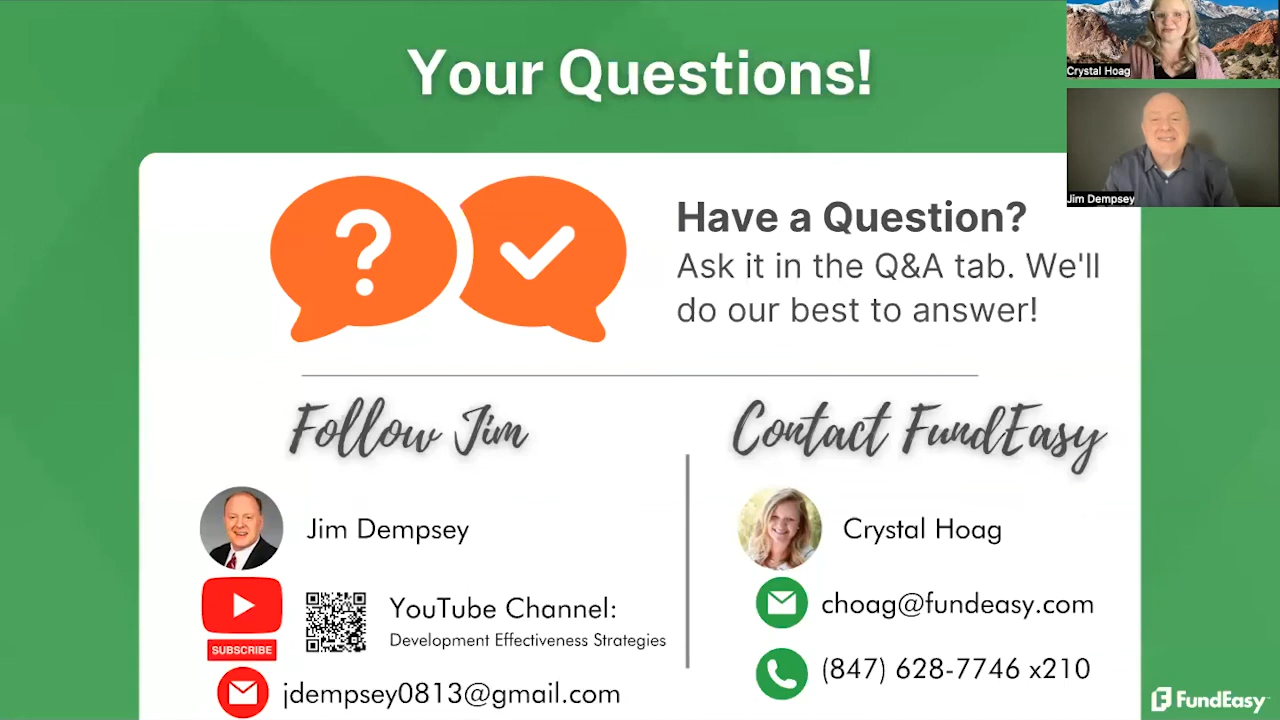 Your Questions!
Crystal Hoag
Jim Dempsey
Have a Question?
Ask it in the Q&A tab. We'll
do our best to answer!
Follow Jim
Contact FundEasy
Jim Dempsey
Crystal Hoag
YouTube Channel:
Development Effectiveness Strategies
SUBSCRIBE
jdempsey0813@gmail.com
choag@fundeasy.com
(847) 628-7746 x210
FundEasy